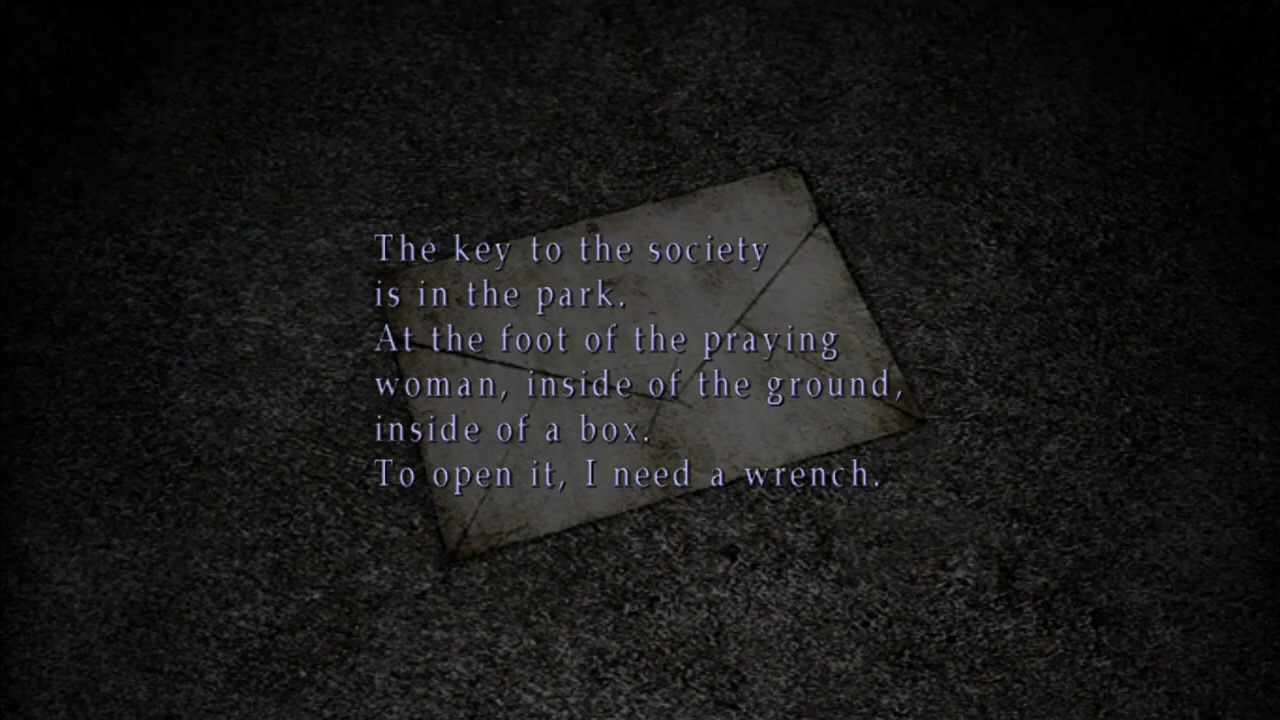 The key to the society
is in the park.
At the foot of the praying
woman, inside of the ground,
inside of a box.
To open it, I need a wrench.